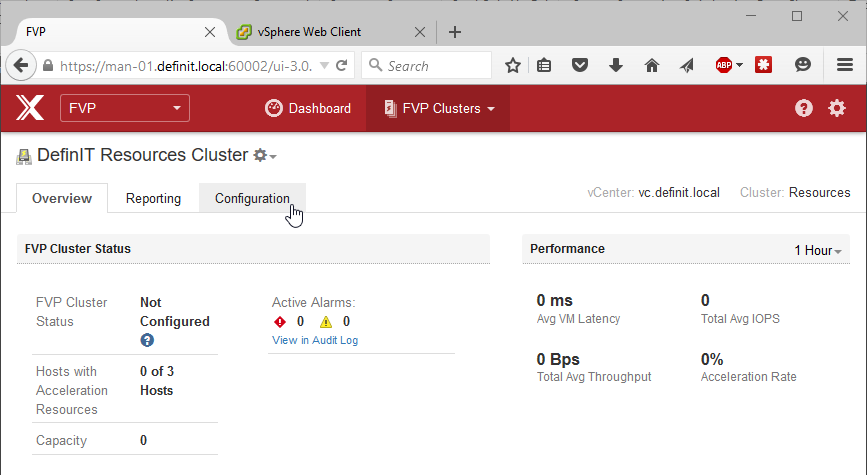 FVP
vSphere Web Client
https://man-01.definit.local:60002/ui-3.0.
Search
ABP
FVP
Dashboard
FVP Clusters
?
DefinIT Resources Cluster
Overview
Reporting
Configuration
vCenter: vc.definit.local
Cluster: Resources
FVP Cluster Status
FVP Cluster
Status
Not
Configured
?
Hosts with
Acceleration
Resources
0 of 3
Hosts
Capacity
0
Active Alarms:
0
0
View in Audit Log
Performance
1 Hour
0 ms
Avg VM Latency
0
Total Avg IOPS
0 Bps
Total Avg Throughput
0%
Acceleration Rate